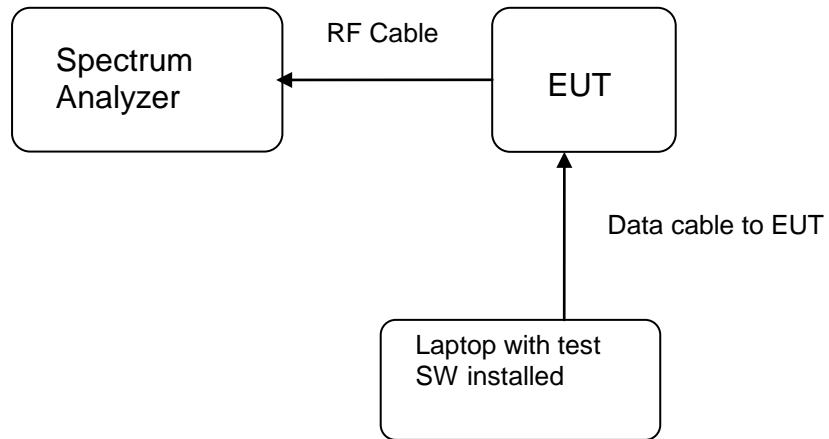 RF Cable
Spectrum
Analyzer
EUT
Data cable to EUT
Laptop with test
SW installed